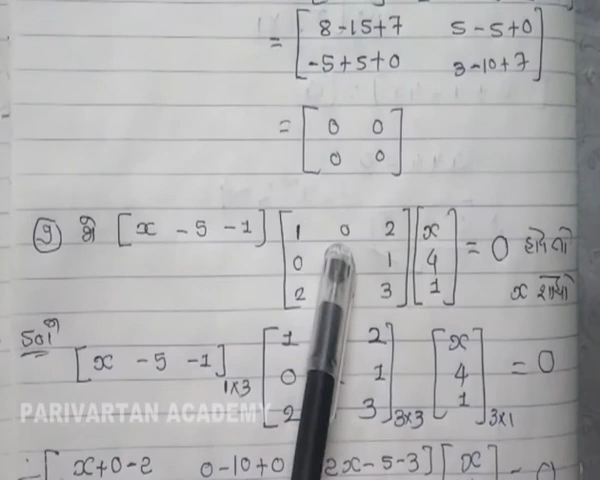 = [ 8-15+7 5-5+0
-5+5+0 3-10+7 ]
= [ 0 0
0 0 ]
9) જો [x -5 -1] [ 1 0 2 ] [ x ] = 0 હોય તો
0 1 4
2 3 1 x શોધો
[x -5 -1] 1×3 [ 1 2 ] [ x ] = 0
0 1 4
2 3 ] 3×3 1 ] 3×1
PARIVARTAN ACADEMY
∴ [ x+0-2 0-10+0 2x-5-3 ] [ x